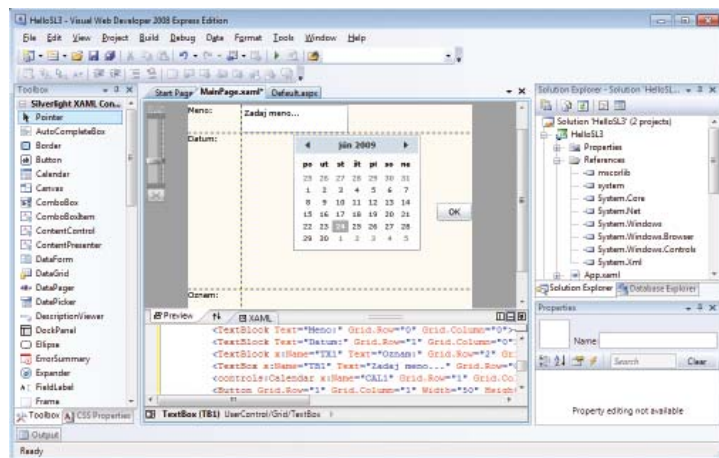 HelloSL3 - Visual Web Developer 2008 Express Edition
File Edit View Project Build Debug Data Format Tools Window Help
Toolbox
Silverlight XAML Con...
Pointer
AutoCompleteBox
Border
Button
Calendar
Canvas
ComboBox
ComboBoxItem
ContentControl
ContentPresenter
DataForm
DataGrid
DataPager
DatePicker
DescriptionViewer
DockPanel
Ellipse
ErrorSummary
Expander
FieldLabel
Frame
Toolbox CSS Properties
Start Page MainPage.xaml* Default.aspx
Meno: Zadaj meno...
Datum:
jún 2009
po ut st št pi so ne
25 26 27 28 29 30 31
1 2 3 4 5 6 7
8 9 10 11 12 13 14
15 16 17 18 19 20 21
22 23 24 25 26 27 28
29 30 1 2 3 4 5
OK
Oznam:
Preview XAML
<TextBlock Text="Meno:" Grid.Row="0" Grid.Column="0">
<TextBlock Text="Datum:" Grid.Row="1" Grid.Column="0"
<TextBlock x:Name="TX1" Text="Oznam:" Grid.Row="2" Gr
<TextBox x:Name="TB1" Text="Zadaj meno..." Grid.Row="
<controls:Calendar x:Name="CAL1" Grid.Row="1" Grid.Co
<Button Grid.Row="1" Grid.Column="1" Width="50" Heigh
TextBox (TB1) UserControl/Grid/TextBox
Solution Explorer - Solution 'HelloSL...
Solution 'HelloSL3' (2 projects)
HelloSL3
Properties
References
mscorlib
system
System.Core
System.Net
System.Windows
System.Windows.Browser
System.Windows.Controls
System.Xml
App.xaml
Solution Explorer Database Explorer
Properties
Name
Search Clear
Property editing not available
Output
Ready